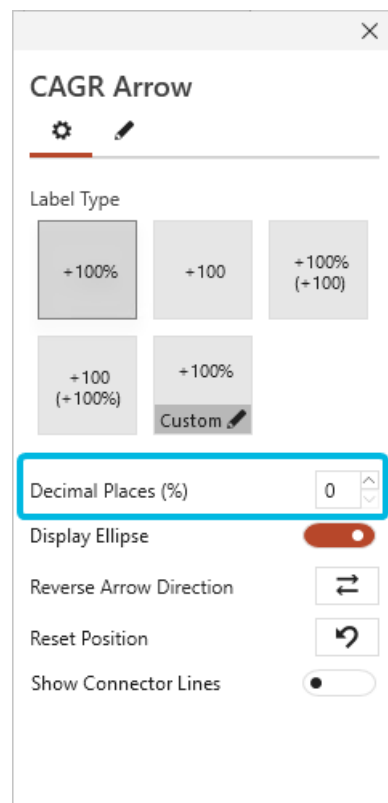 CAGR Arrow
Label Type
+100%
+100
+100%
(+100)
+100
(+100%)
+100%
Custom
Decimal Places (%) 0
Display Ellipse
Reverse Arrow Direction
Reset Position
Show Connector Lines